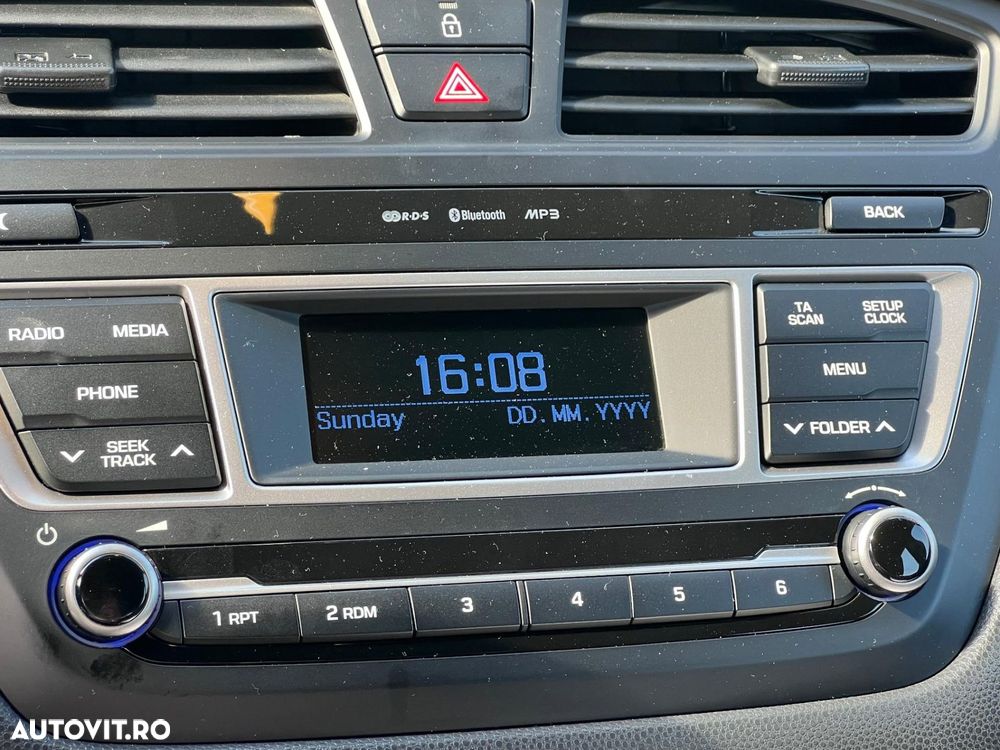 R·D·S Bluetooth MP3
BACK
RADIO MEDIA
PHONE
SEEK
TRACK
16:08
Sunday DD.MM.YYYY
TA
SCAN
SETUP
CLOCK
MENU
FOLDER
1 RPT 2 RDM 3 4 5 6
AUTOVIT.RO